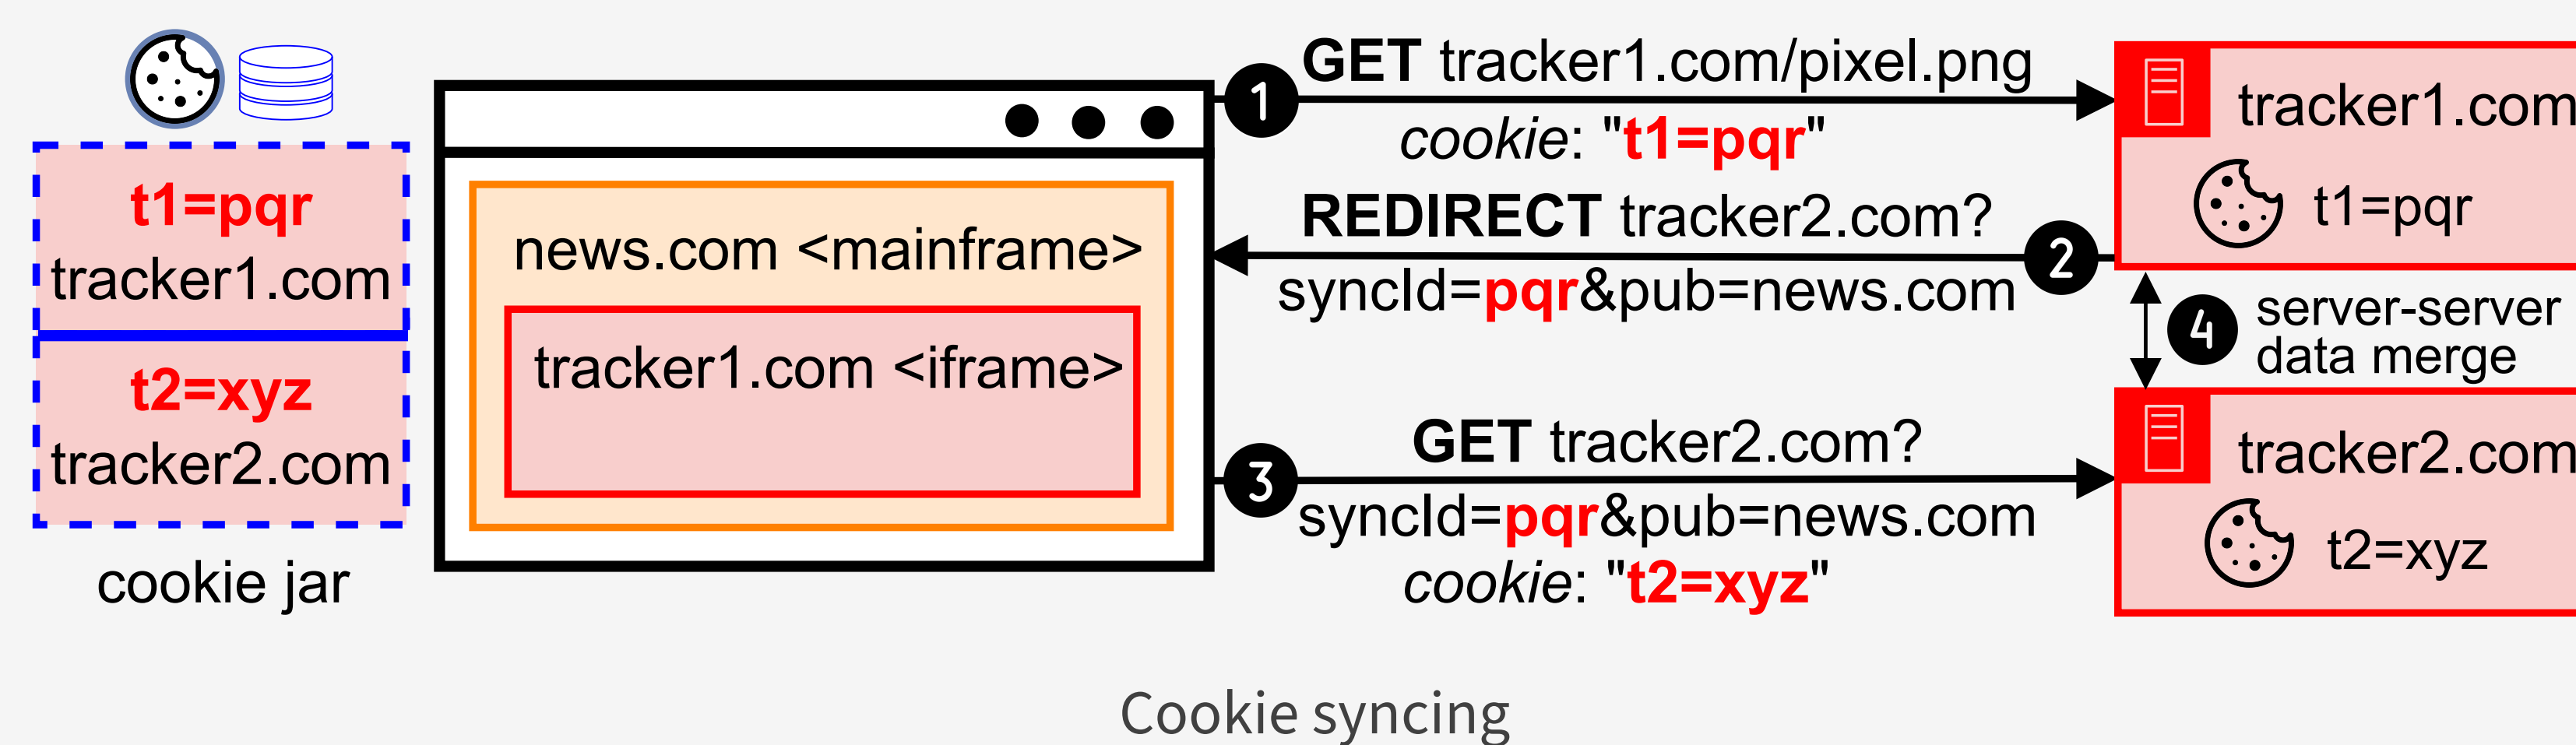 t1=pqr
tracker1.com
t2=xyz
tracker2.com
cookie jar
news.com <mainframe>
tracker1.com <iframe>
1
GET tracker1.com/pixel.png
cookie: "t1=pqr"
REDIRECT tracker2.com?
2
syncId=pqr&pub=news.com
3
GET tracker2.com?
syncId=pqr&pub=news.com
cookie: "t2=xyz"
tracker1.com
t1=pqr
4
server-server
data merge
tracker2.com
t2=xyz
Cookie syncing